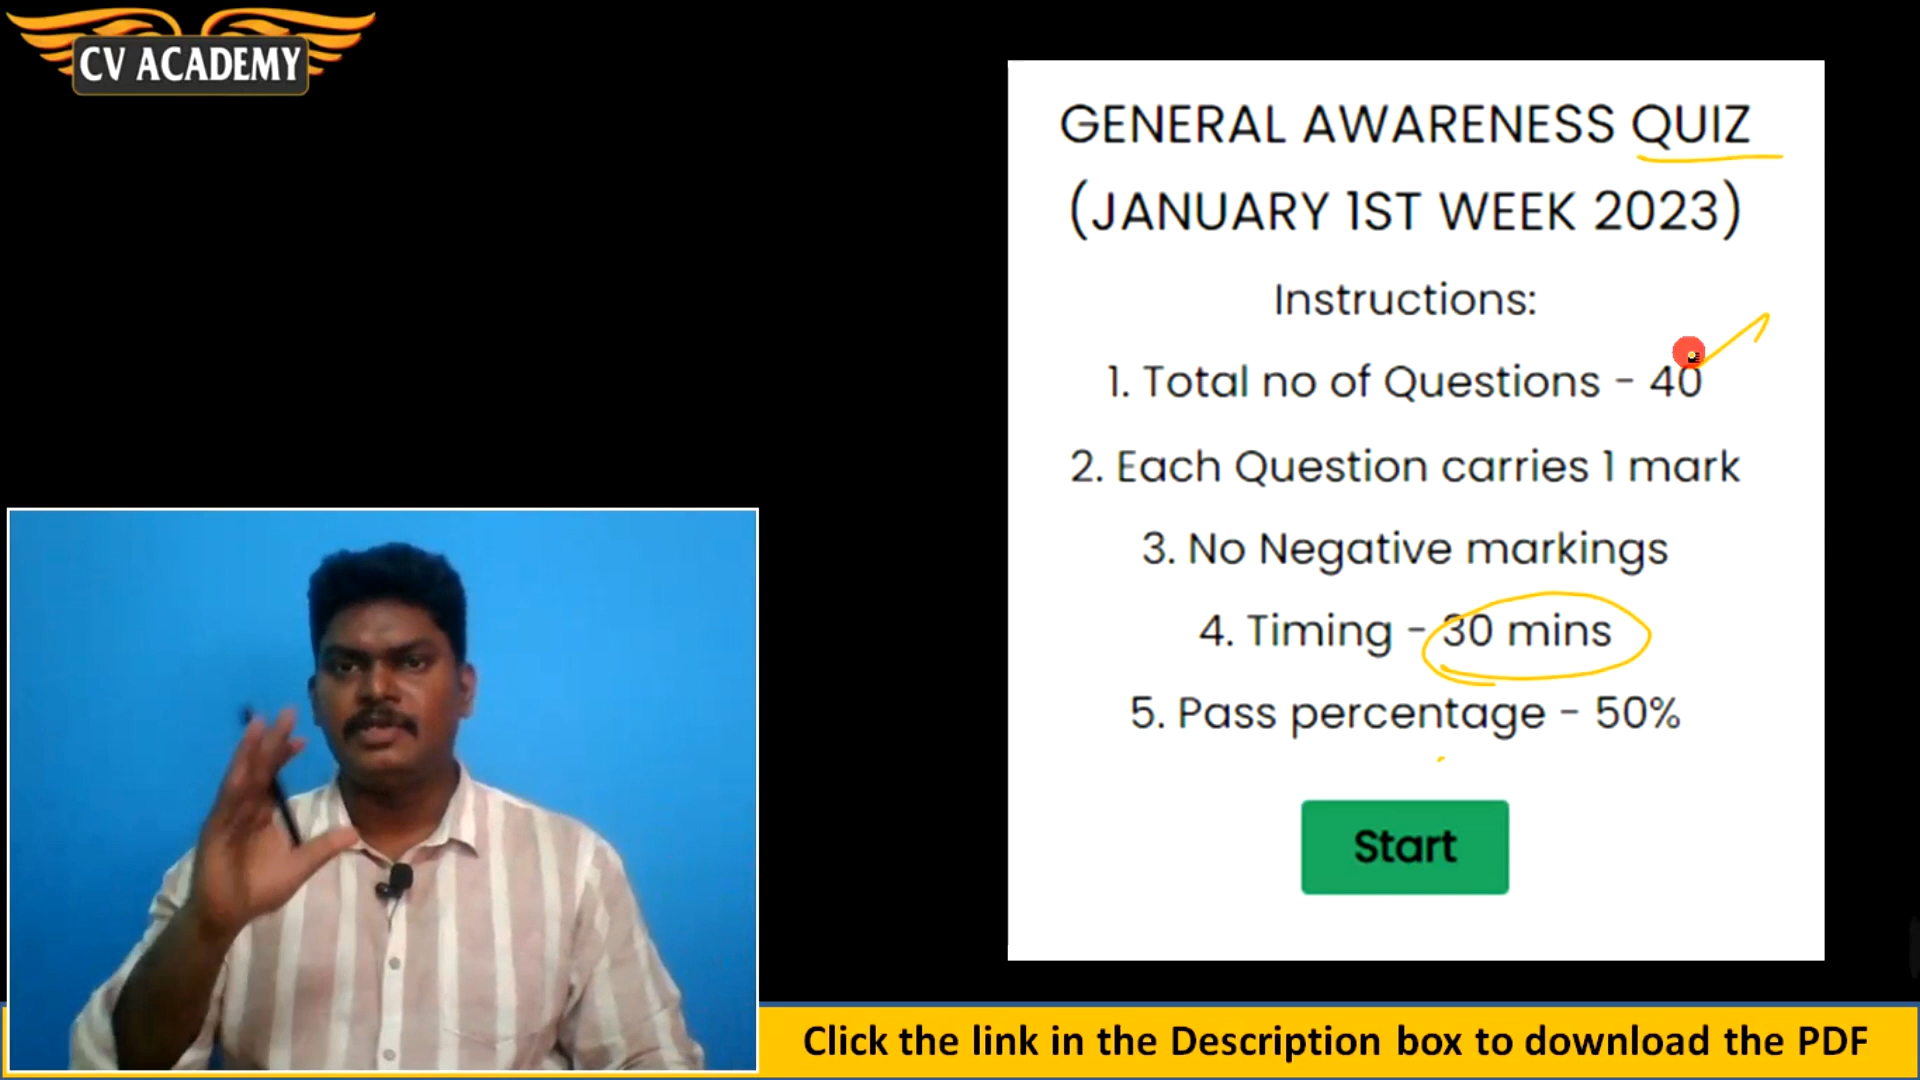 CV ACADEMY
GENERAL AWARENESS QUIZ
(JANUARY 1ST WEEK 2023)
Instructions:
1. Total no of Questions - 40
2. Each Question carries 1 mark
3. No Negative markings
4. Timing - 30 mins
5. Pass percentage - 50%
Start
Click the link in the Description box to download the PDF